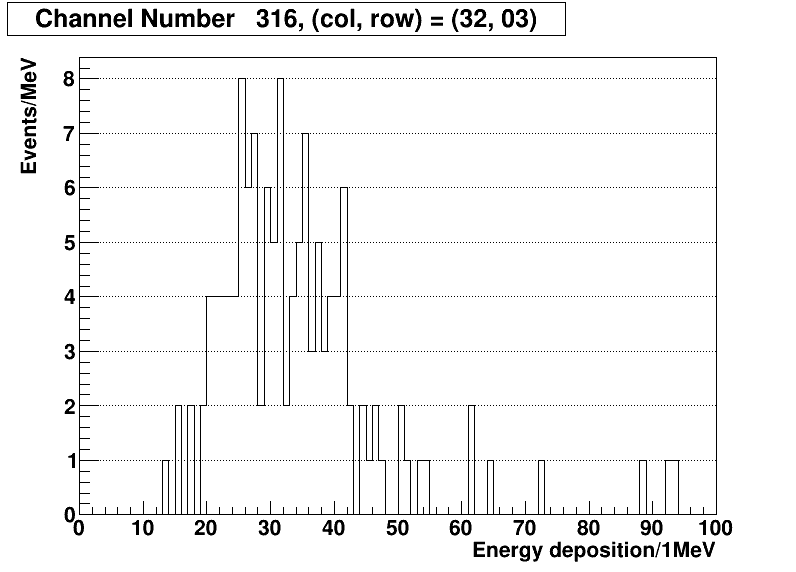 Channel Number 316, (col, row) = (32, 03)
Events/MeV
8
7
6
5
4
3
2
1
0
0 10 20 30 40 50 60 70 80 90 100
Energy deposition/1MeV